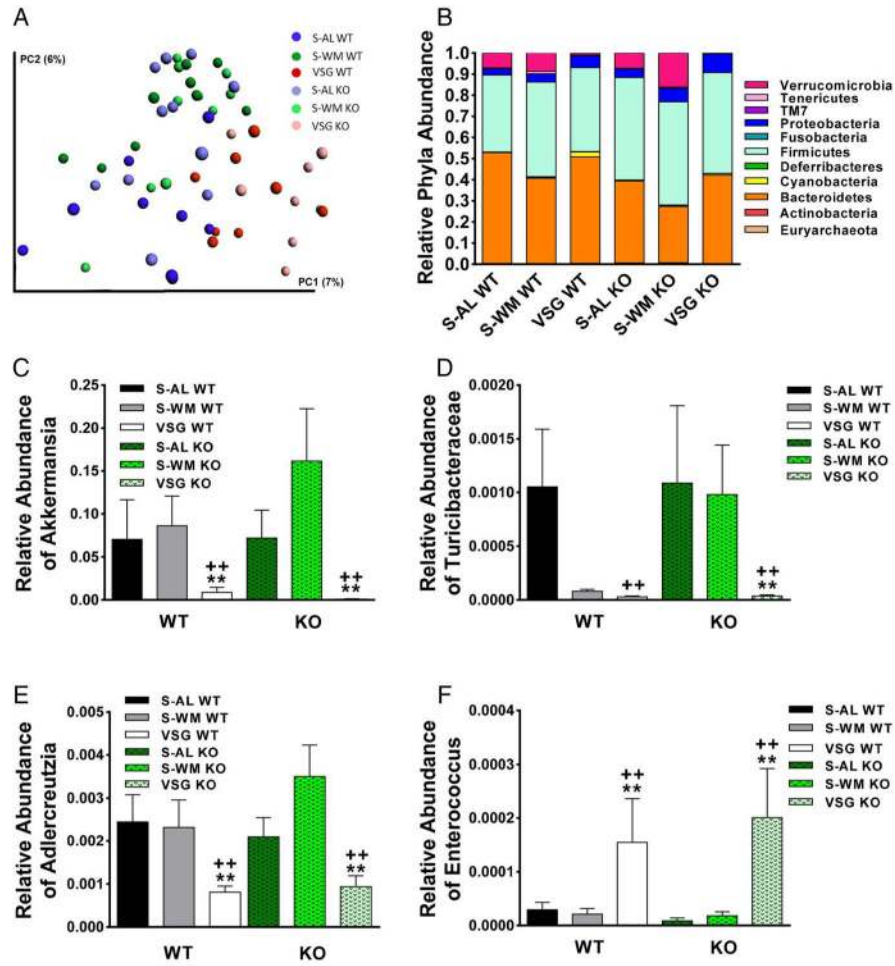 A
PC2 (6%)
PC1 (7%)
S-AL WT
S-WM WT
VSG WT
S-AL KO
S-WM KO
VSG KO
B
Relative Phyla Abundance
1.0
0.9
0.8
0.7
0.6
0.5
0.4
0.3
0.2
0.1
0.0
S-AL WT
S-WM WT
VSG WT
S-AL KO
S-WM KO
VSG KO
Verrucomicrobia
Tenericutes
TM7
Proteobacteria
Fusobacteria
Firmicutes
Deferribacteres
Cyanobacteria
Bacteroidetes
Actinobacteria
Euryarchaeota
C
Relative Abundance
of Akkermansia
0.25
0.20
0.15
0.10
0.05
0.00
S-AL WT
S-WM WT
VSG WT
S-AL KO
S-WM KO
VSG KO
++
**
++
**
WT
KO
D
Relative Abundance
of Turicibacteraceae
0.0020
0.0015
0.0010
0.0005
0.0000
++
++
**
WT
KO
S-AL WT
S-WM WT
VSG WT
S-AL KO
S-WM KO
VSG KO
E
Relative Abundance
of Adlercreutzia
0.005
0.004
0.003
0.002
0.001
0.000
S-AL WT
S-WM WT
VSG WT
S-AL KO
S-WM KO
VSG KO
++
**
++
**
WT
KO
F
Relative Abundance
of Enterococcus
0.0004
0.0003
0.0002
0.0001
0.0000
++
**
++
**
WT
KO
S-AL WT
S-WM WT
VSG WT
S-AL KO
S-WM KO
VSG KO